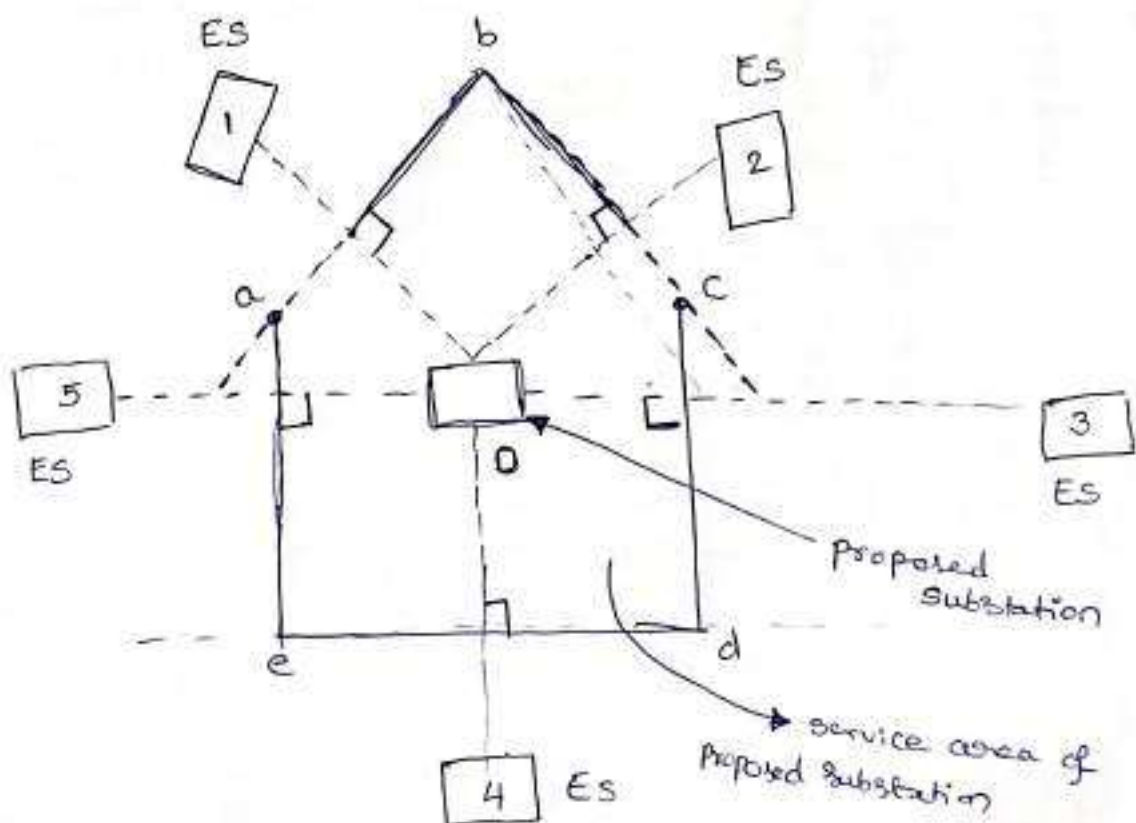 ES
b
ES
1
2
a
c
5
3
ES
O
ES
proposed
substation
e
d
service area of
proposed substation
4
ES